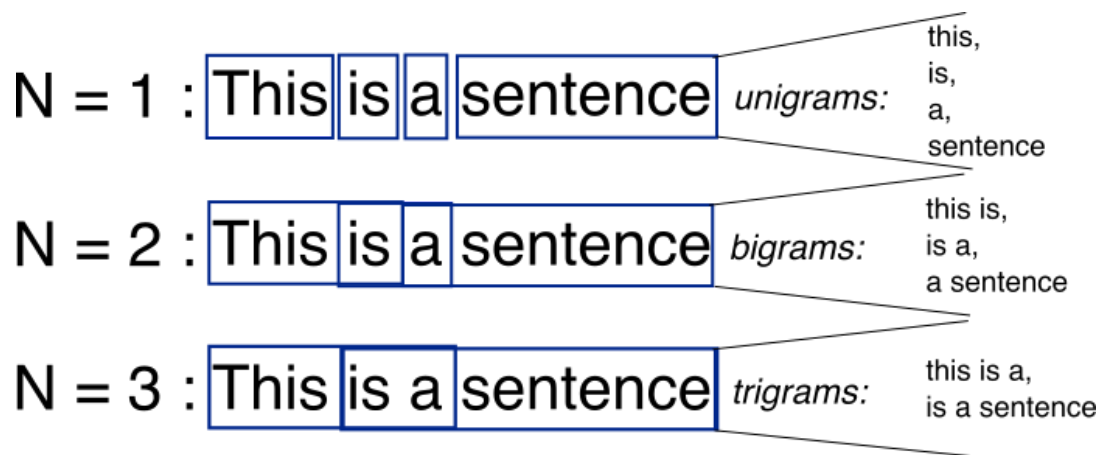 N = 1 : This is a sentence unigrams:
this,
is,
a,
sentence
N = 2 : This is a sentence bigrams:
this is,
is a,
a sentence
N = 3 : This is a sentence trigrams:
this is a,
is a sentence